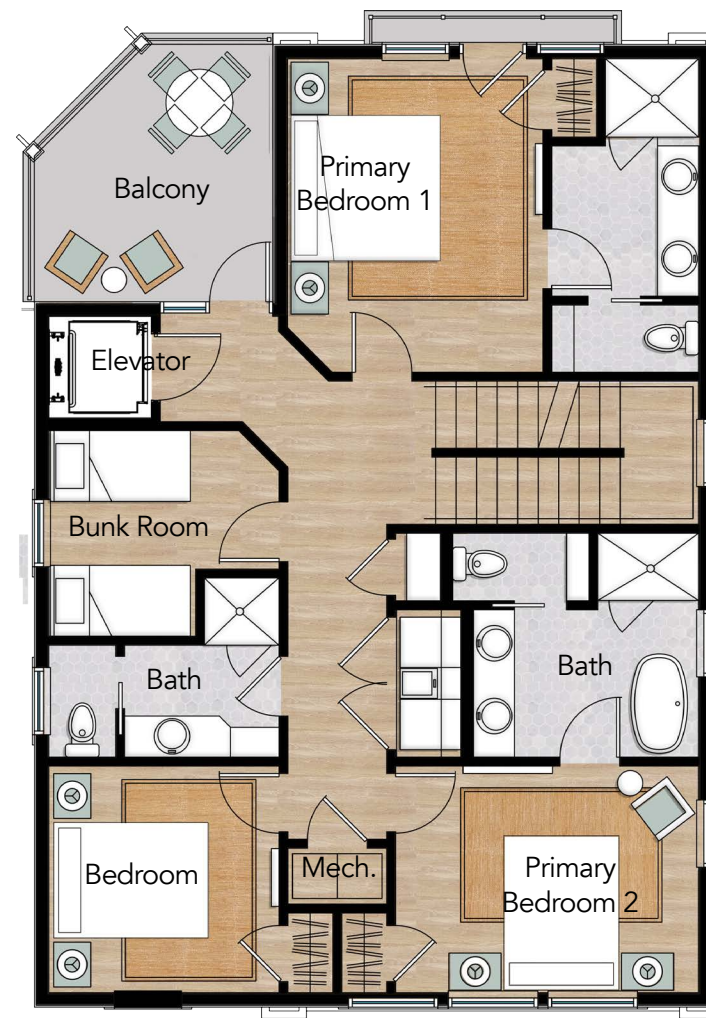 Balcony
Primary
Bedroom 1
Elevator
Bunk Room
Bath
Bath
Bedroom
Mech.
Primary
Bedroom 2